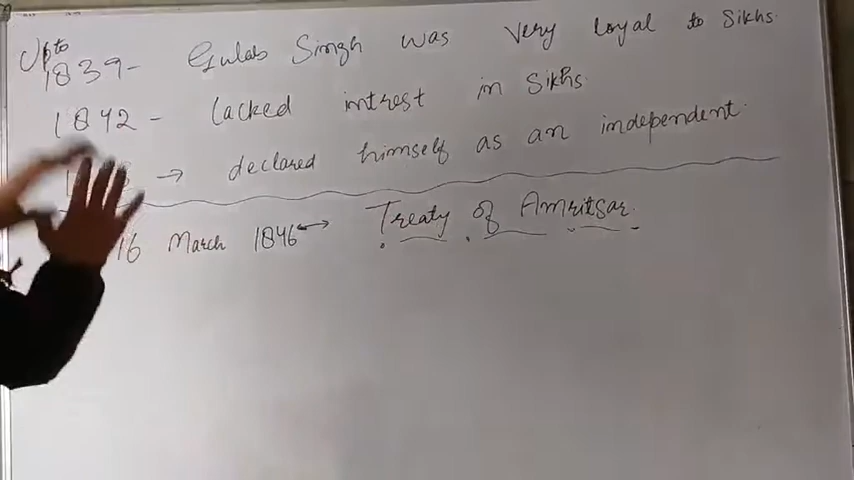 Upto
1839- Gulab Singh was very loyal to Sikhs.
1842 - lacked intrest in Sikhs.
→ declared himself as an independent.
16 March 1846 ↔ Treaty of Amritsar.